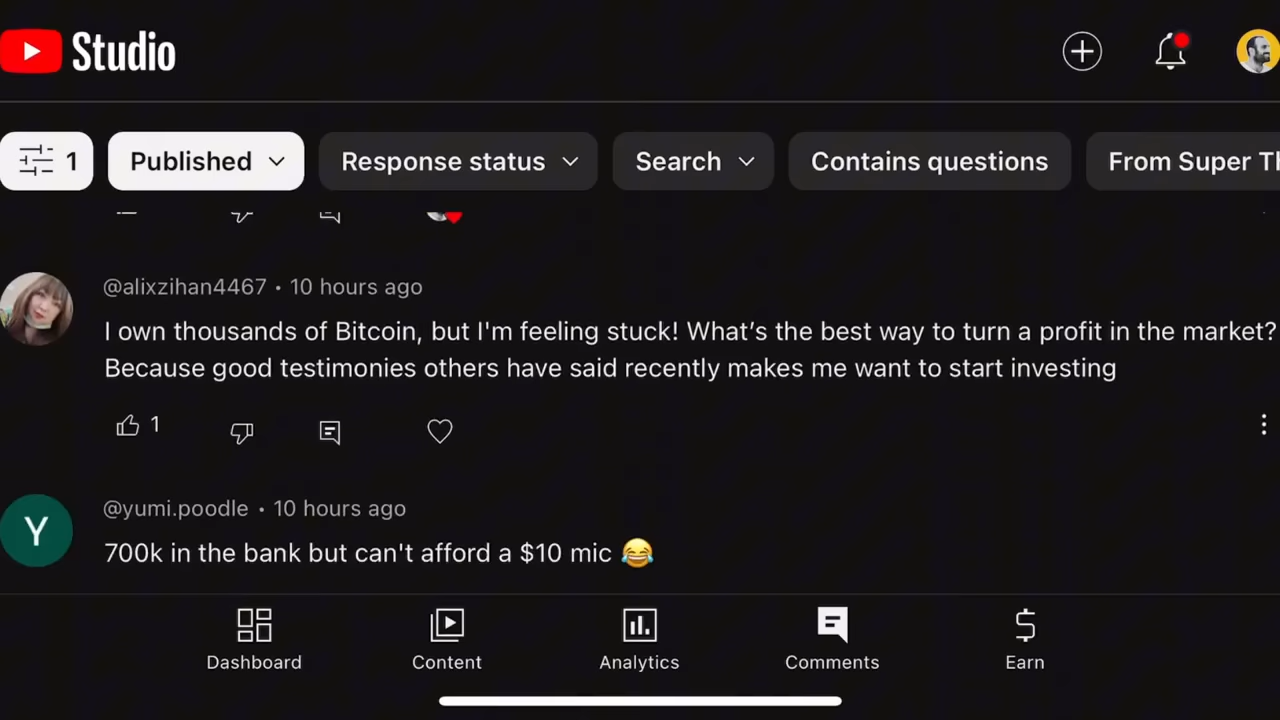 Studio
1
Published
Response status
Search
Contains questions
From Super Th
@alixzihan4467 • 10 hours ago
I own thousands of Bitcoin, but I'm feeling stuck! What’s the best way to turn a profit in the market?
Because good testimonies others have said recently makes me want to start investing
1
Y
@yumi.poodle • 10 hours ago
700k in the bank but can't afford a $10 mic 😂
Dashboard
Content
Analytics
Comments
Earn